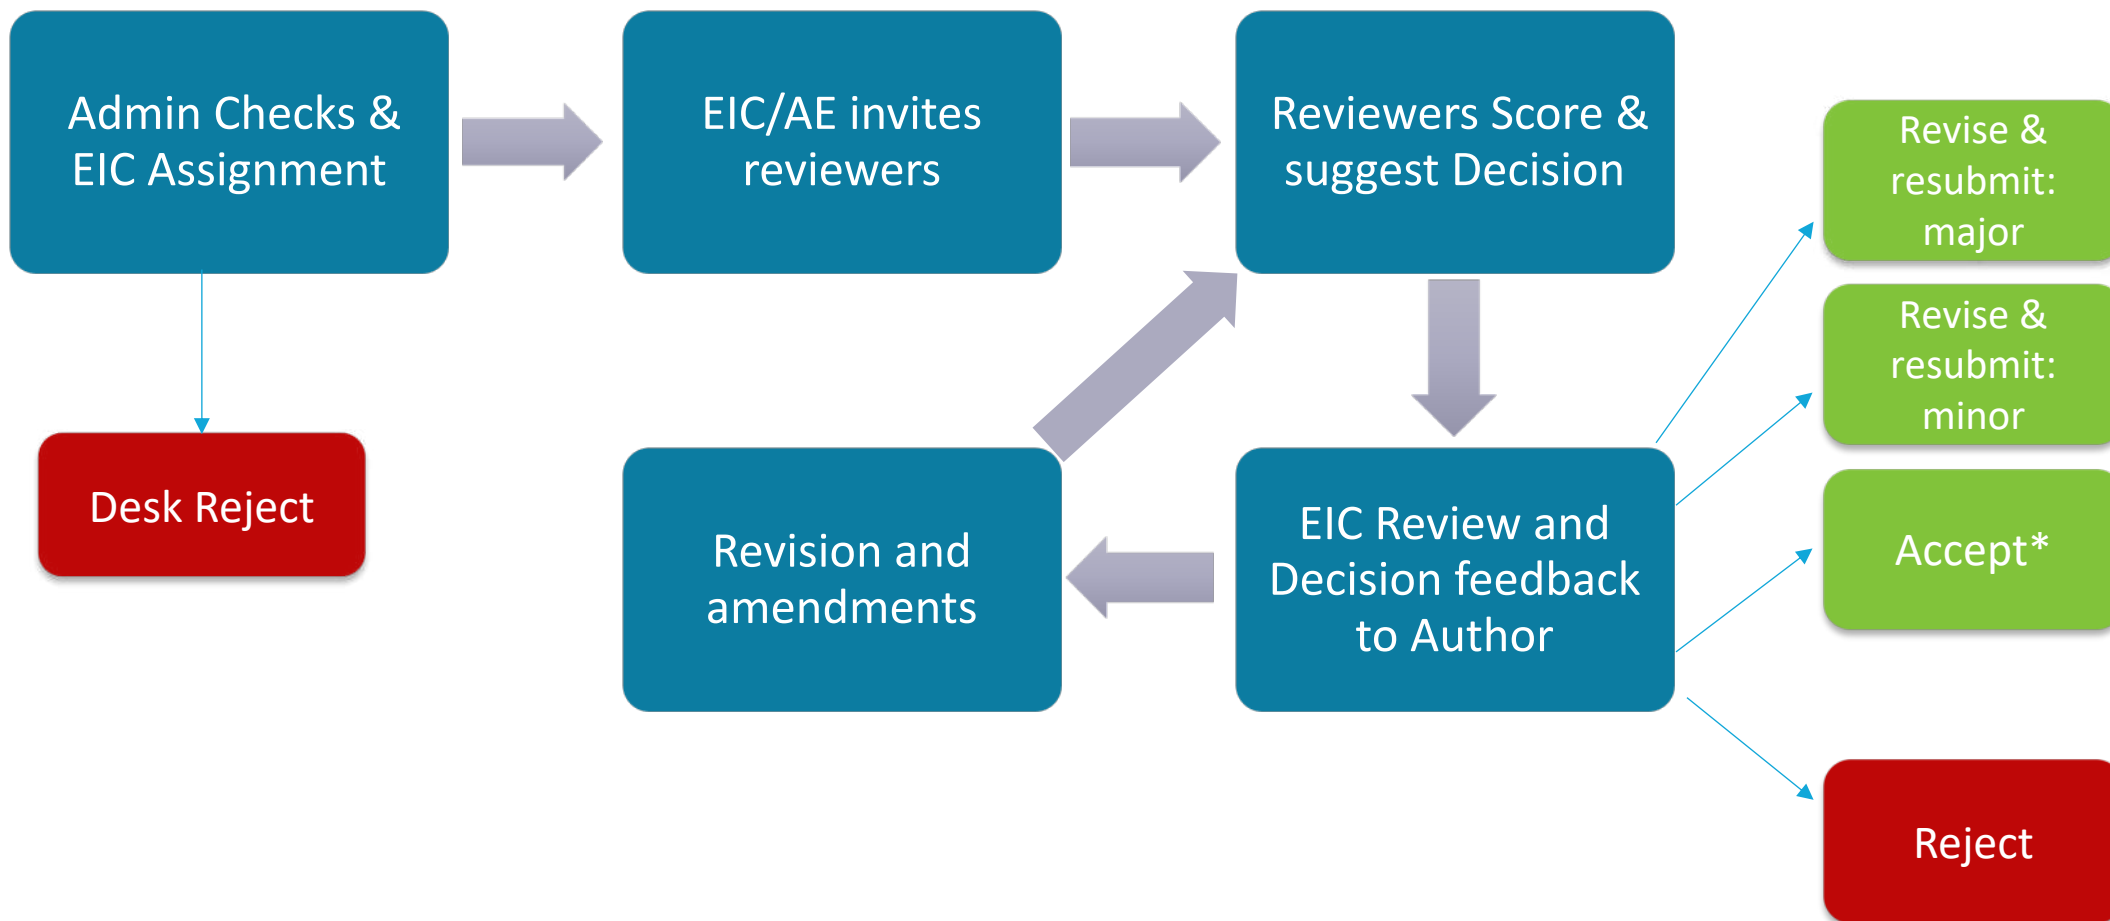 Admin Checks &
EIC Assignment
EIC/AE invites
reviewers
Reviewers Score &
suggest Decision
Revise &
resubmit:
major
Revise &
resubmit:
minor
Desk Reject
Revision and
amendments
EIC Review and
Decision feedback
to Author
Accept*
Reject